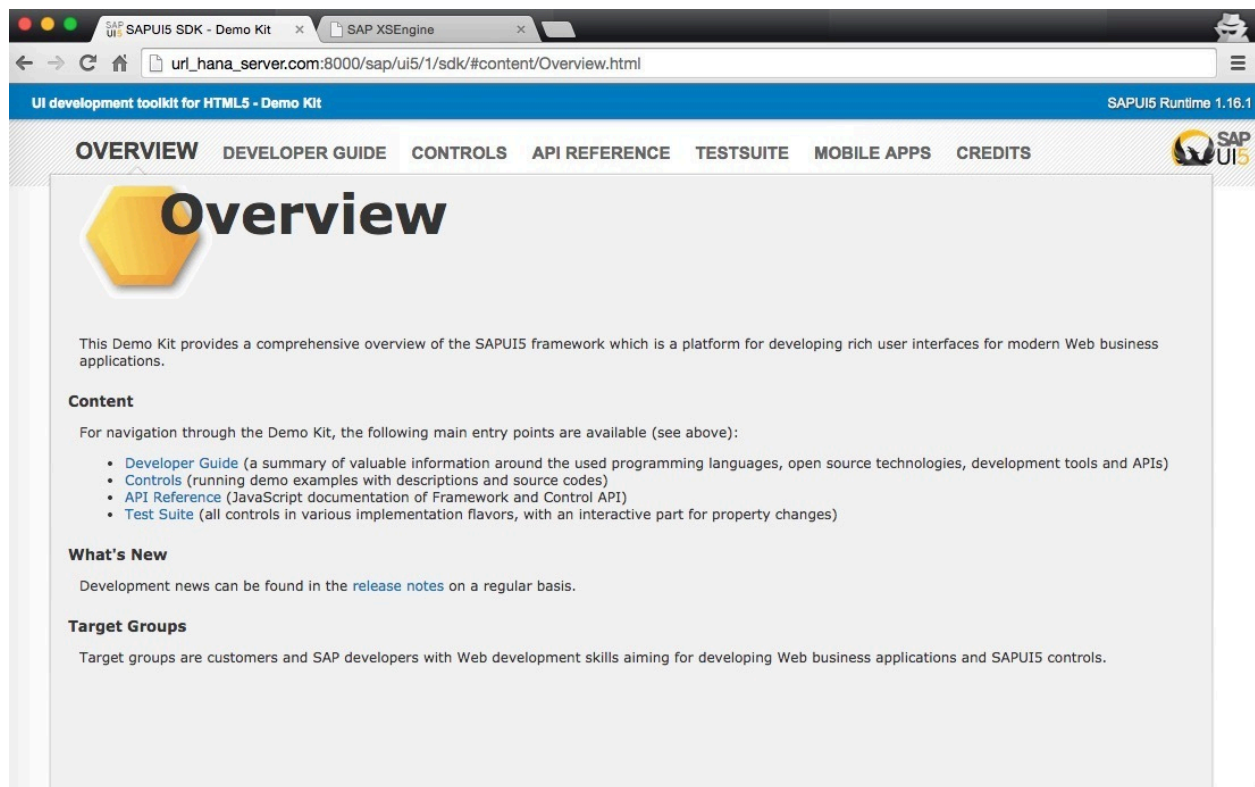 SAPUI5 SDK - Demo Kit
SAP XSEngine
url_hana_server.com:8000/sap/ui5/1/sdk/#content/Overview.html
UI development toolkit for HTML5 - Demo Kit
SAPUI5 Runtime 1.16.1
OVERVIEW DEVELOPER GUIDE CONTROLS API REFERENCE TESTSUITE MOBILE APPS CREDITS
SAP
UI5
Overview
This Demo Kit provides a comprehensive overview of the SAPUI5 framework which is a platform for developing rich user interfaces for modern Web business
applications.
Content
For navigation through the Demo Kit, the following main entry points are available (see above):
• Developer Guide (a summary of valuable information around the used programming languages, open source technologies, development tools and APIs)
• Controls (running demo examples with descriptions and source codes)
• API Reference (JavaScript documentation of Framework and Control API)
• Test Suite (all controls in various implementation flavors, with an interactive part for property changes)
What's New
Development news can be found in the release notes on a regular basis.
Target Groups
Target groups are customers and SAP developers with Web development skills aiming for developing Web business applications and SAPUI5 controls.